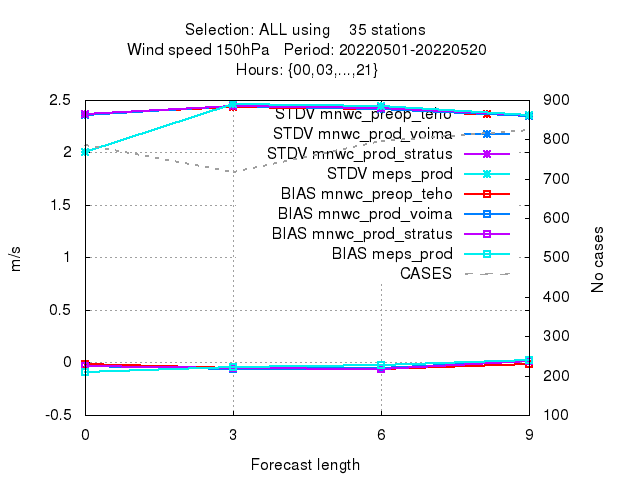 Selection: ALL using    35 stations
Wind speed 150hPa   Period: 20220501-20220520
Hours: {00,03,...,21}
2.5
2
1.5
1
0.5
0
-0.5
900
800
700
600
500
400
300
200
100
STDV mnwc_preop_teho
STDV mnwc_prod_voima
STDV mnwc_prod_stratus
STDV meps_prod
BIAS mnwc_preop_teho
BIAS mnwc_prod_voima
BIAS mnwc_prod_stratus
BIAS meps_prod
CASES
m/s
No cases
0 3 6 9
Forecast length